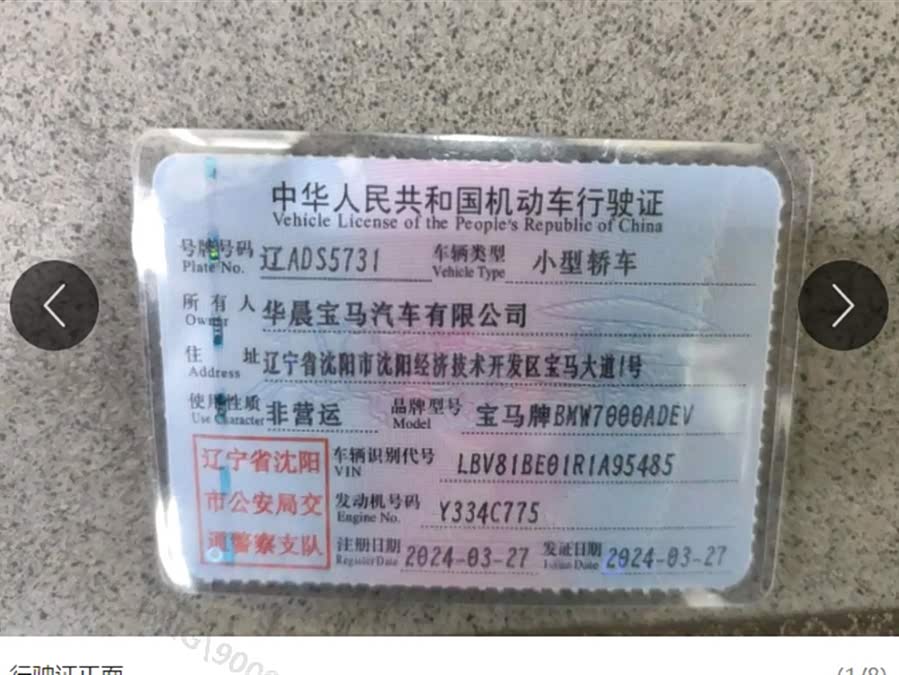 中华人民共和国机动车行驶证
Vehicle License of the People's Republic of China
号牌号码 辽ADS5731 车辆类型 小型轿车
Plate No. Vehicle Type
所有人 华晨宝马汽车有限公司
Owner
住址 辽宁省沈阳市沈阳经济技术开发区宝马大道1号
Address
使用性质 非营运 品牌型号 宝马牌BMW7000ADEV
Use Character Model
辽宁省沈阳
市公安局交
通警察支队
车辆识别代号 LBV81BE01R1A95485
VIN
发动机号码 Y334C775
Engine No.
注册日期 2024-03-27 发证日期 2024-03-27
Register Date Issue Date
行驶证正面 (1/8)